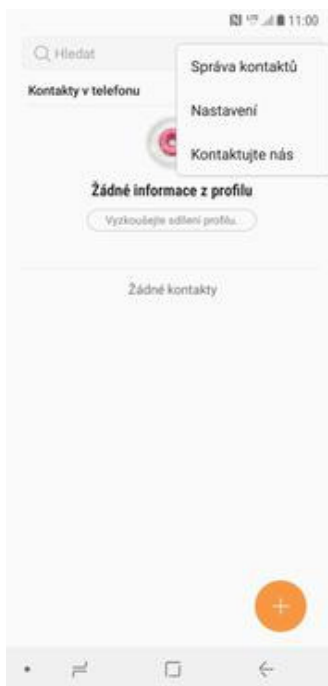 11:00
Hledat
Správa kontaktů
Kontakty v telefonu
Nastavení
Kontaktujte nás
Žádné informace z profilu
Vyzkoušejte sdílení profilu.
Žádné kontakty